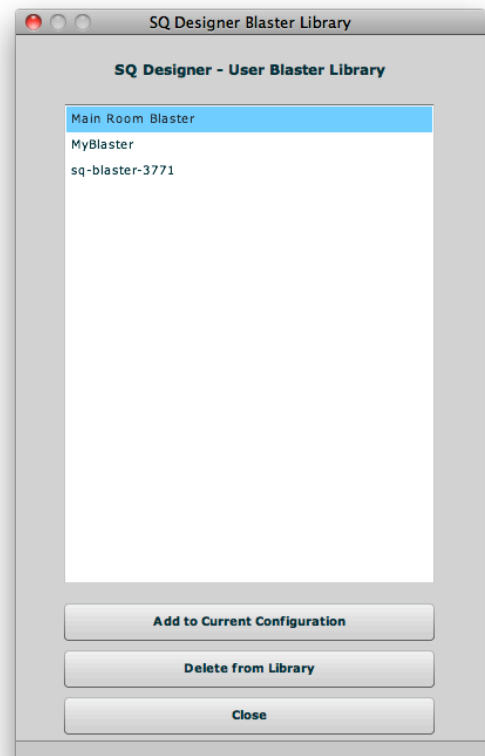 SQ Designer Blaster Library
SQ Designer - User Blaster Library
Main Room Blaster
MyBlaster
sq-blaster-3771
Add to Current Configuration
Delete from Library
Close